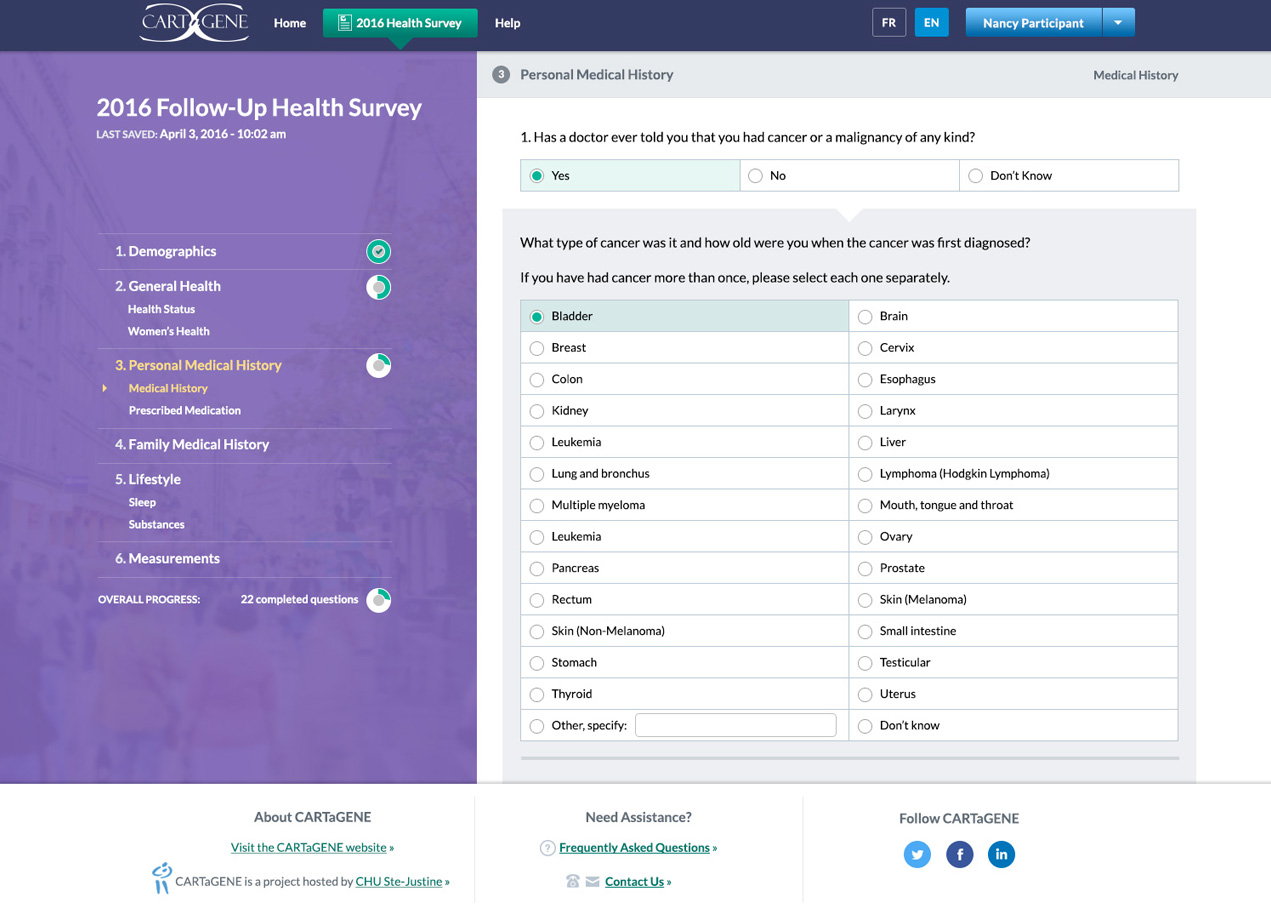 CARTaGENE
Home
2016 Health Survey
Help
FR
EN
Nancy Participant
2016 Follow-Up Health Survey
LAST SAVED: April 3, 2016 - 10:02 am
1. Demographics
2. General Health
Health Status
Women's Health
3. Personal Medical History
Medical History
Prescribed Medication
4. Family Medical History
5. Lifestyle
Sleep
Substances
6. Measurements
OVERALL PROGRESS: 22 completed questions
3 Personal Medical History
Medical History
1. Has a doctor ever told you that you had cancer or a malignancy of any kind?
Yes
No
Don't Know
What type of cancer was it and how old were you when the cancer was first diagnosed?
If you have had cancer more than once, please select each one separately.
Bladder
Brain
Breast
Cervix
Colon
Esophagus
Kidney
Larynx
Leukemia
Liver
Lung and bronchus
Lymphoma (Hodgkin Lymphoma)
Multiple myeloma
Mouth, tongue and throat
Leukemia
Ovary
Pancreas
Prostate
Rectum
Skin (Melanoma)
Skin (Non-Melanoma)
Small intestine
Stomach
Testicular
Thyroid
Uterus
Other, specify:
Don't know
About CARTaGENE
Visit the CARTaGENE website »
CARTaGENE is a project hosted by CHU Ste-Justine »
Need Assistance?
? Frequently Asked Questions »
Contact Us »
Follow CARTaGENE
f
in